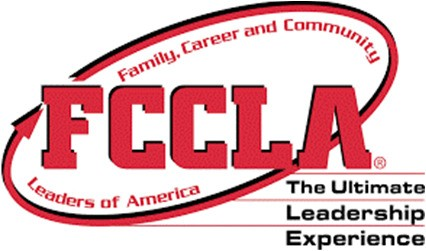 Family, Career and Community
FCCLA®
Leaders of America
The Ultimate
Leadership
Experience